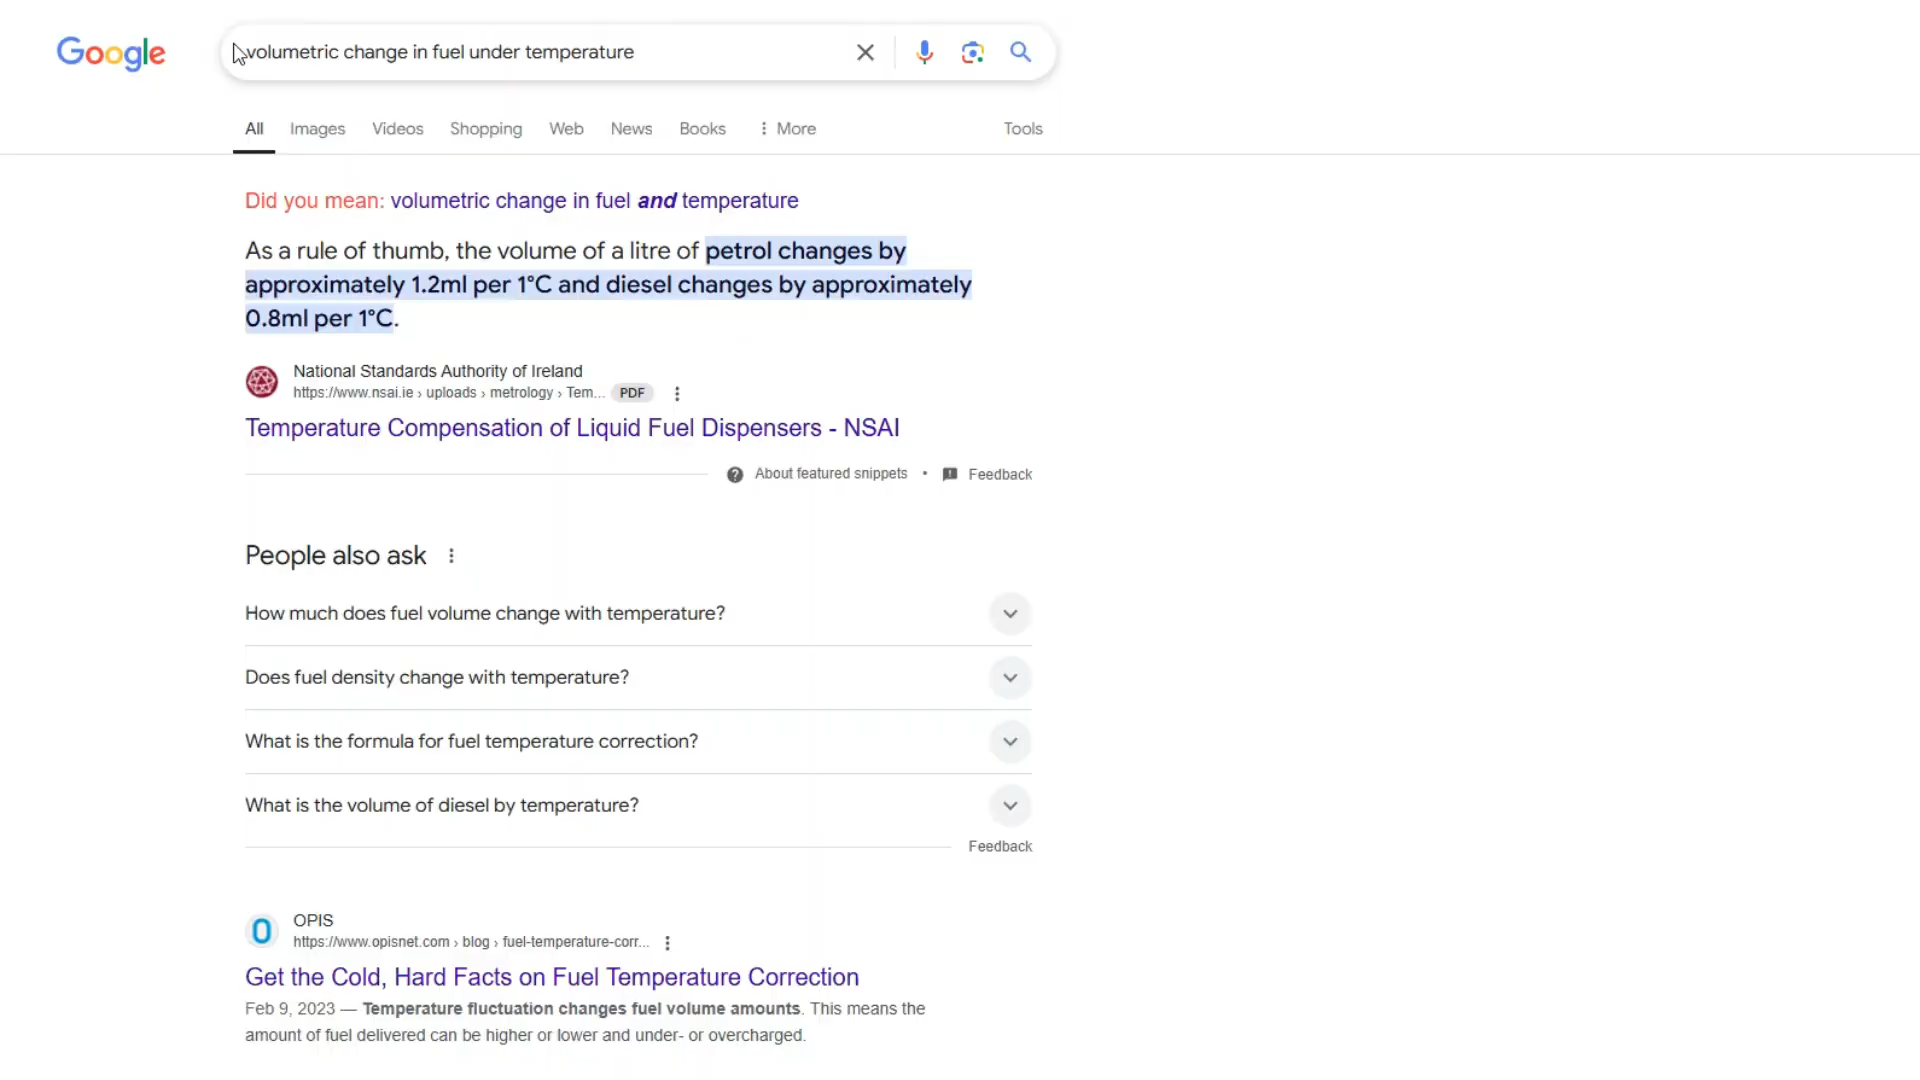 Google
volumetric change in fuel under temperature
All Images Videos Shopping Web News Books More Tools
Did you mean: volumetric change in fuel and temperature
As a rule of thumb, the volume of a litre of petrol changes by
approximately 1.2ml per 1°C and diesel changes by approximately
0.8ml per 1°C.
National Standards Authority of Ireland
https://www.nsai.ie › uploads › metrology › Tem... PDF
Temperature Compensation of Liquid Fuel Dispensers - NSAI
About featured snippets • Feedback
People also ask
How much does fuel volume change with temperature?
Does fuel density change with temperature?
What is the formula for fuel temperature correction?
What is the volume of diesel by temperature?
Feedback
OPIS
https://www.opisnet.com › blog › fuel-temperature-corr...
Get the Cold, Hard Facts on Fuel Temperature Correction
Feb 9, 2023 — Temperature fluctuation changes fuel volume amounts. This means the
amount of fuel delivered can be higher or lower and under- or overcharged.